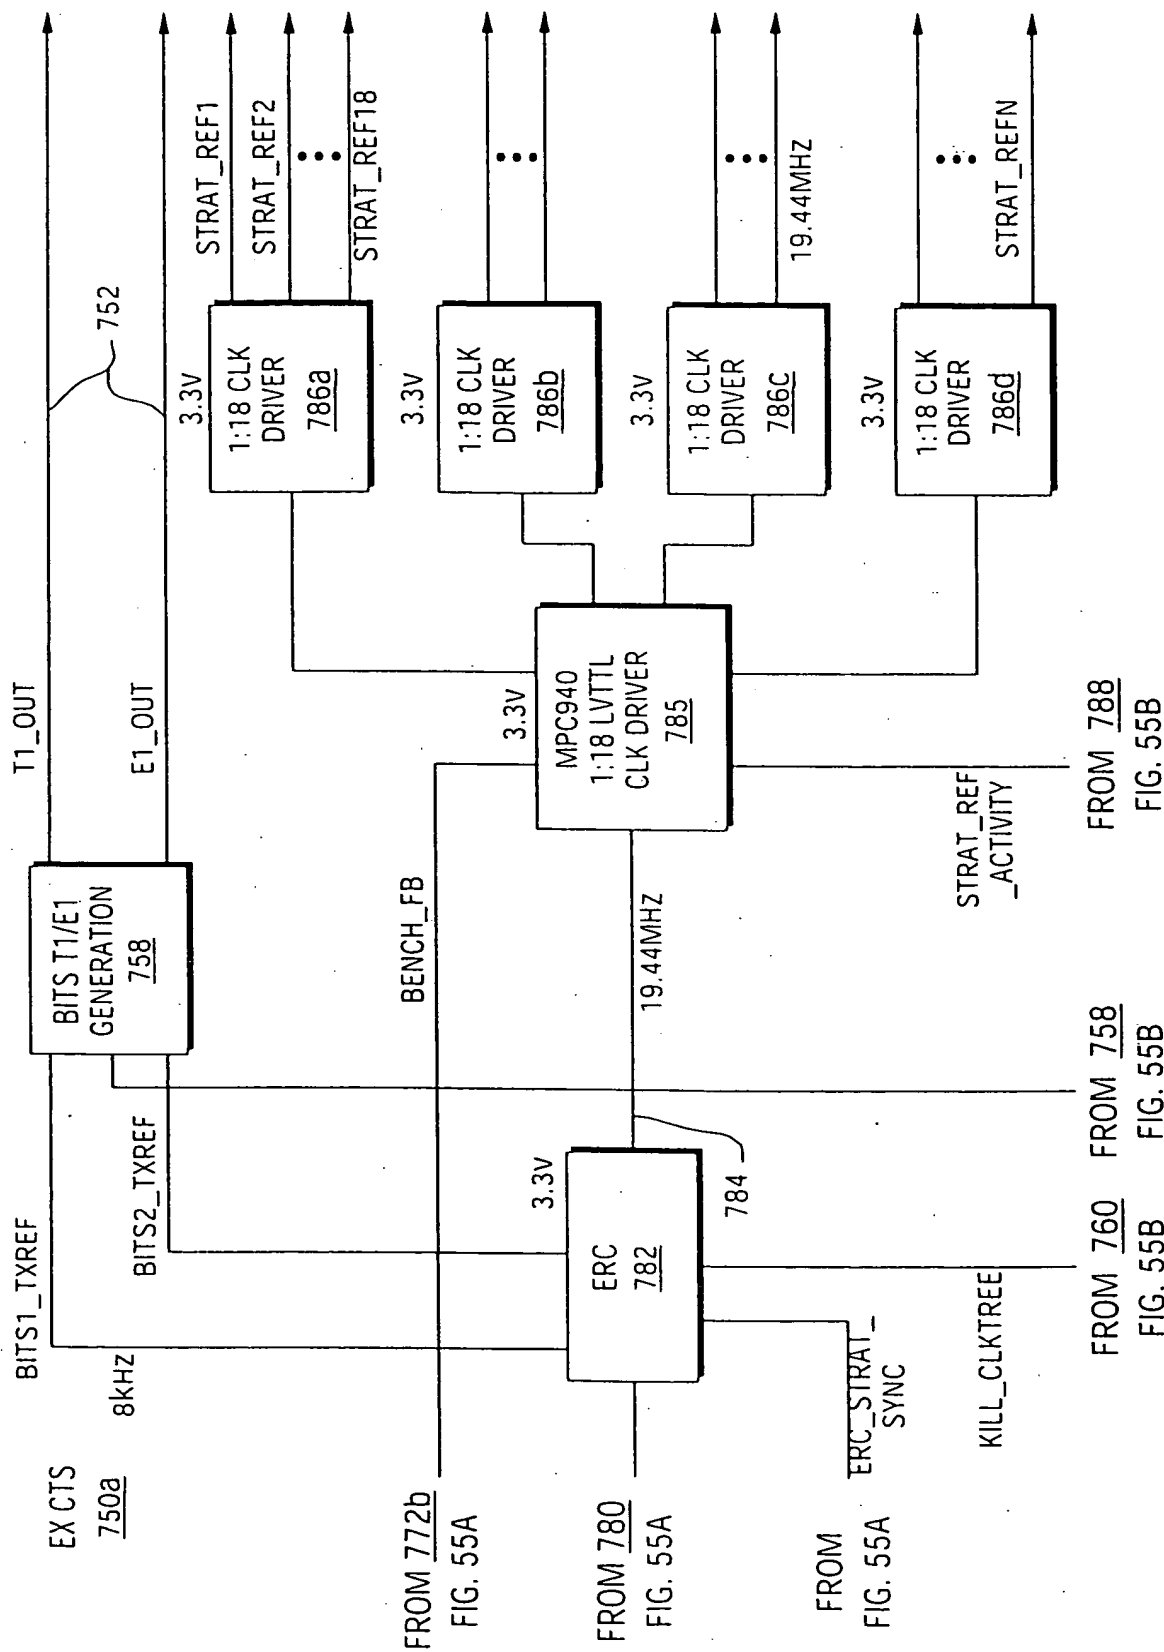 EX CTS
750a
BITS1_TXREF
8kHz
BITS2_TXREF
BITS T1/E1
GENERATION
758
T1_OUT
E1_OUT
752
FROM 772b
FIG. 55A
BENCH_FB
FROM 780
FIG. 55A
ERC
782
3.3V
784
19.44MHZ
FROM
FIG. 55A
ERC_STRAT_
SYNC
KILL_CLKTREE
FROM 760
FIG. 55B
FROM 758
FIG. 55B
3.3V
MPC940
1:18 LVTTL
CLK DRIVER
785
STRAT_REF
_ACTIVITY
FROM 788
FIG. 55B
3.3V
1:18 CLK
DRIVER
786a
STRAT_REF1
STRAT_REF2
STRAT_REF18
3.3V
1:18 CLK
DRIVER
786b
3.3V
1:18 CLK
DRIVER
786c
19.44MHZ
3.3V
1:18 CLK
DRIVER
786d
STRAT_REFN